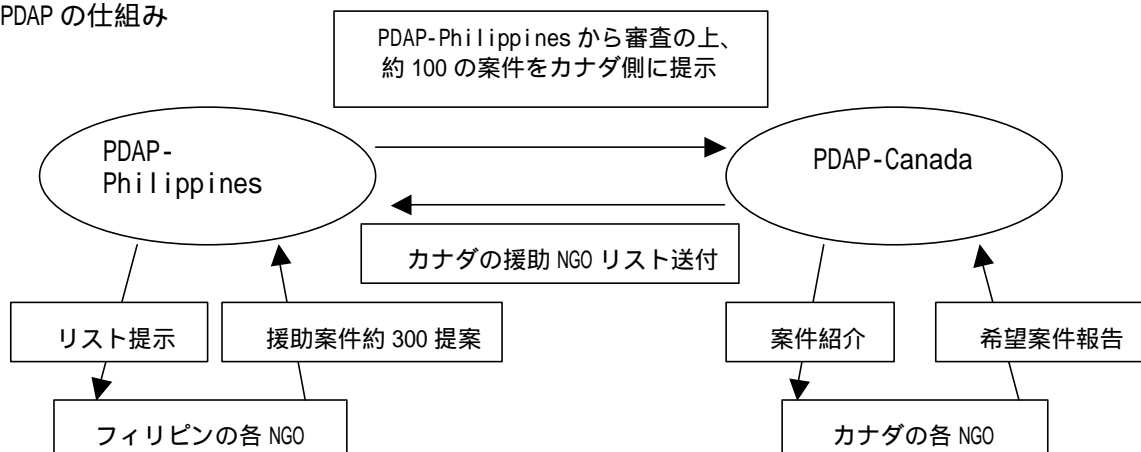 PDAP の仕組み
PDAP-Philippines から審査の上、
約 100 の案件をカナダ側に提示
PDAP-
Philippines
PDAP-Canada
カナダの援助 NGO リスト送付
リスト提示
援助案件約 300 提案
案件紹介
希望案件報告
フィリピンの各 NGO
カナダの各 NGO